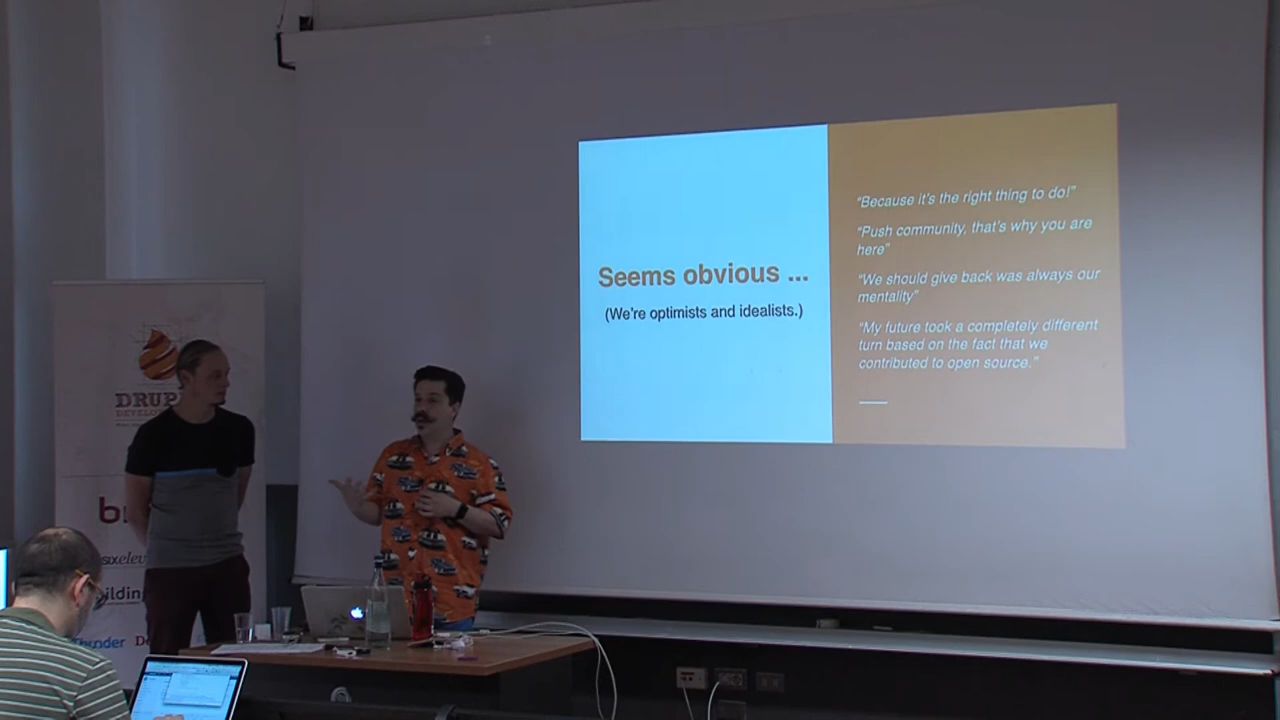 Seems obvious ...
(We're optimists and idealists.)
“Because it's the right thing to do!”
“Push community, that's why you are
here”
“We should give back was always our
mentality”
“My future took a completely different
turn based on the fact that we
contributed to open source.”